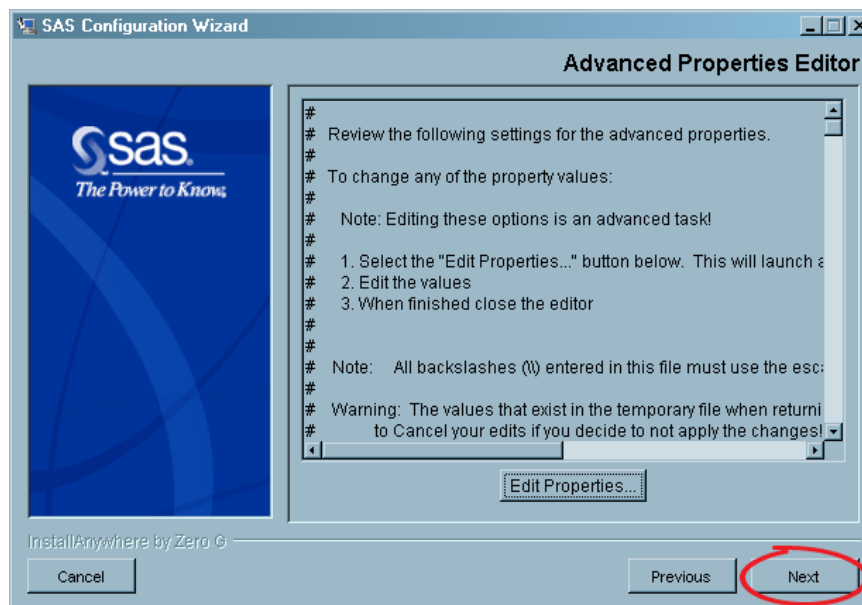 SAS Configuration Wizard
Advanced Properties Editor
sas.
The Power to Know.
#
# Review the following settings for the advanced properties.
#
# To change any of the property values:
#
# Note: Editing these options is an advanced task!
#
# 1. Select the "Edit Properties..." button below. This will launch a
# 2. Edit the values
# 3. When finished close the editor
#
#
# Note: All backslashes (\\) entered in this file must use the esc
#
# Warning: The values that exist in the temporary file when returni
# to Cancel your edits if you decide to not apply the changes!
Edit Properties...
InstallAnywhere by Zero G
Cancel
Previous
Next